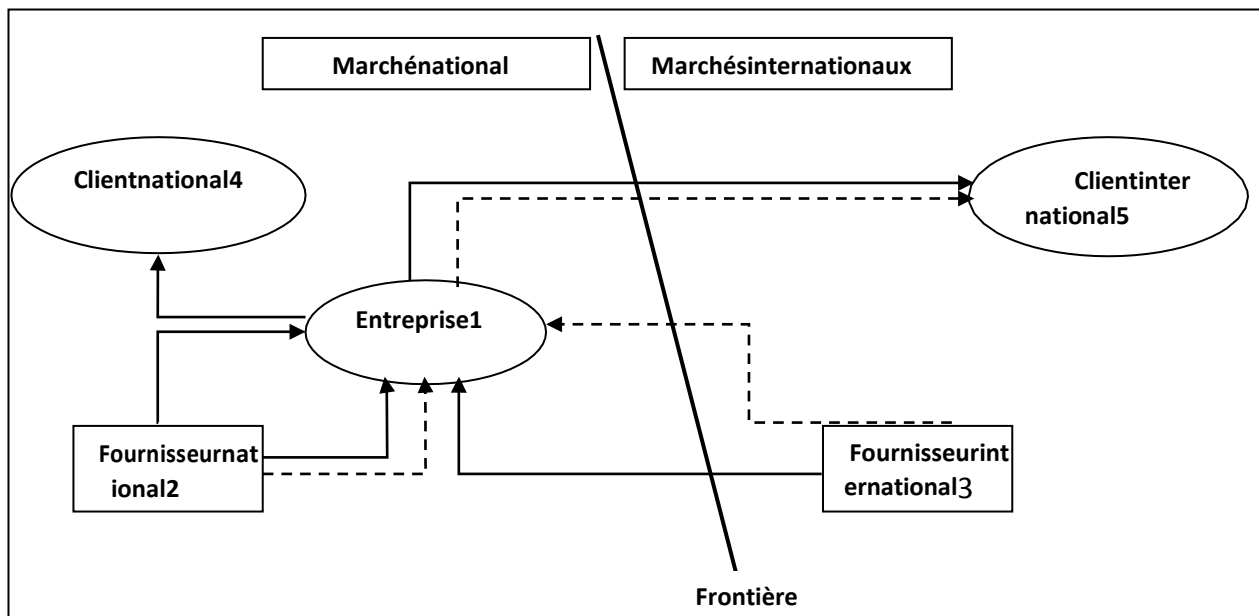 Marchénational
Marchésinternationaux
Clientnational4
Clientinter
national5
Entreprise1
Fournisseurnat
ional2
Fournisseurint
ernational3
Frontière